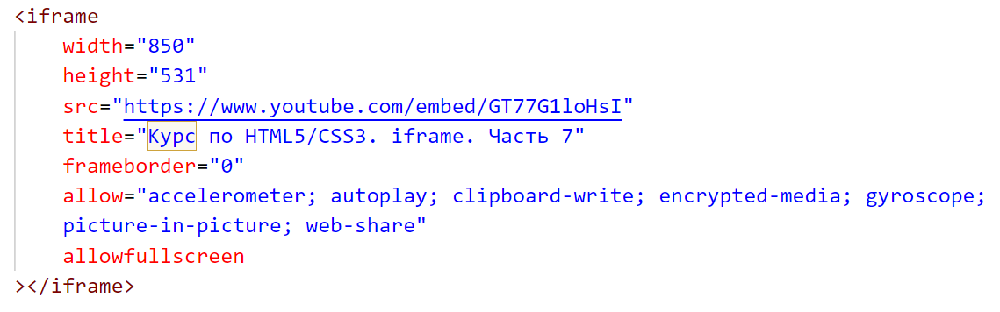 <iframe
width="850"
height="531"
src="https://www.youtube.com/embed/GT77G1loHsI"
title="Курс по HTML5/CSS3. iframe. Часть 7"
frameborder="0"
allow="accelerometer; autoplay; clipboard-write; encrypted-media; gyroscope;
picture-in-picture; web-share"
allowfullscreen
></iframe>